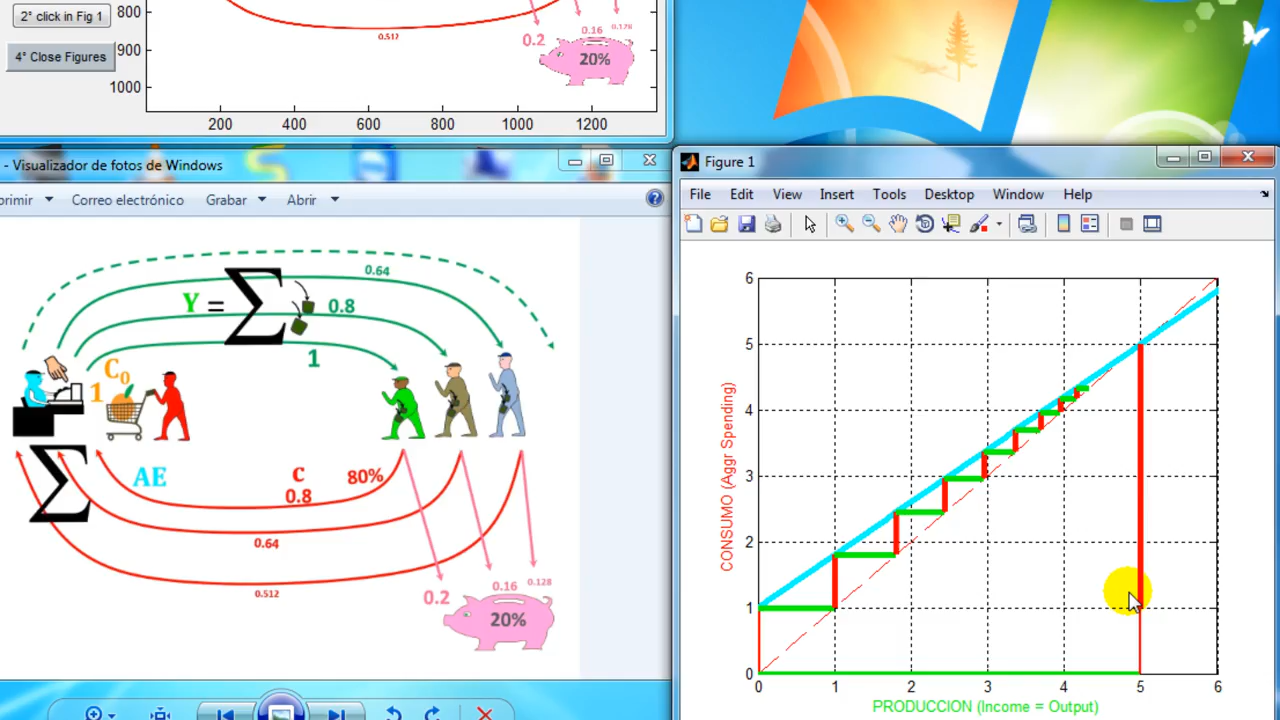 2° click in Fig 1
4° Close Figures
800
900
1000
200
400
600
800
1000
1200
0.512
0.2
0.16
0.128
20%
- Visualizador de fotos de Windows
primir
Correo electrónico
Grabar
Abrir
0.64
Y =
0.8
1
C₀
1
AE
c
80%
0.8
0.64
0.512
0.2
0.16
0.128
20%
Figure 1
File Edit View Insert Tools Desktop Window Help
6
5
4
3
2
1
0
0 1 2 3 4 5 6
CONSUMO (Aggr Spending)
PRODUCCION (Income = Output)